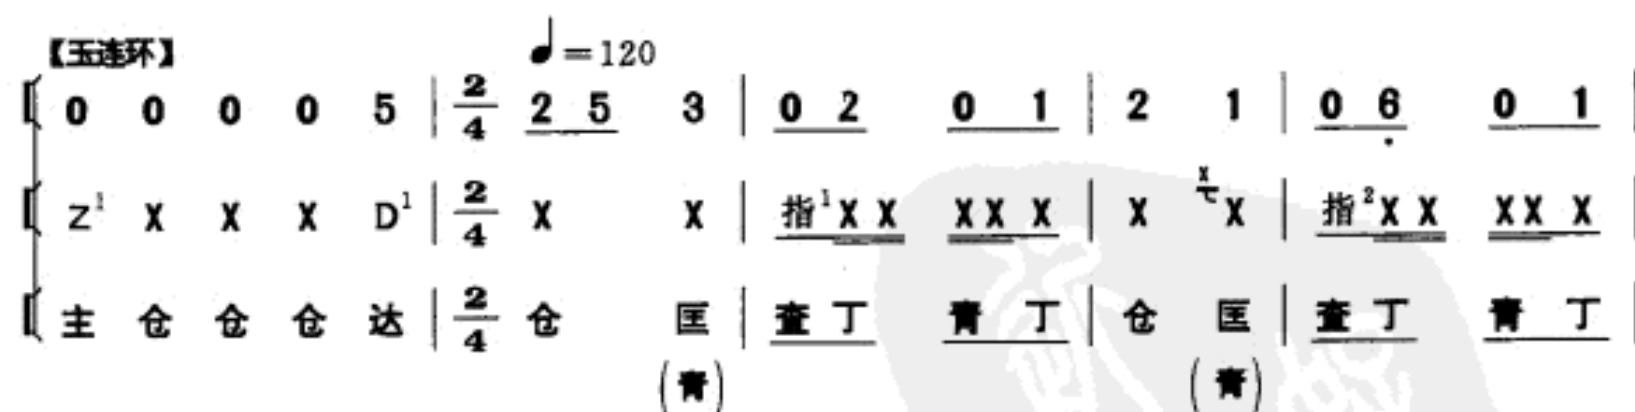 【玉连环】 ♩=120
0 0 0 0 5 | 2/4 2 5 3 | 0 2 0 1 | 2 1 | 0 6̣ 0 1 |
Z¹ X X X D¹ | 2/4 X X | 指¹ X X X X X | X X X | 指² X X X X X |
主 仓 仓 仓 达 | 2/4 仓 匡 | 查 丁 青 丁 | 仓 匡 | 查 丁 青 丁 |
(青) (青)